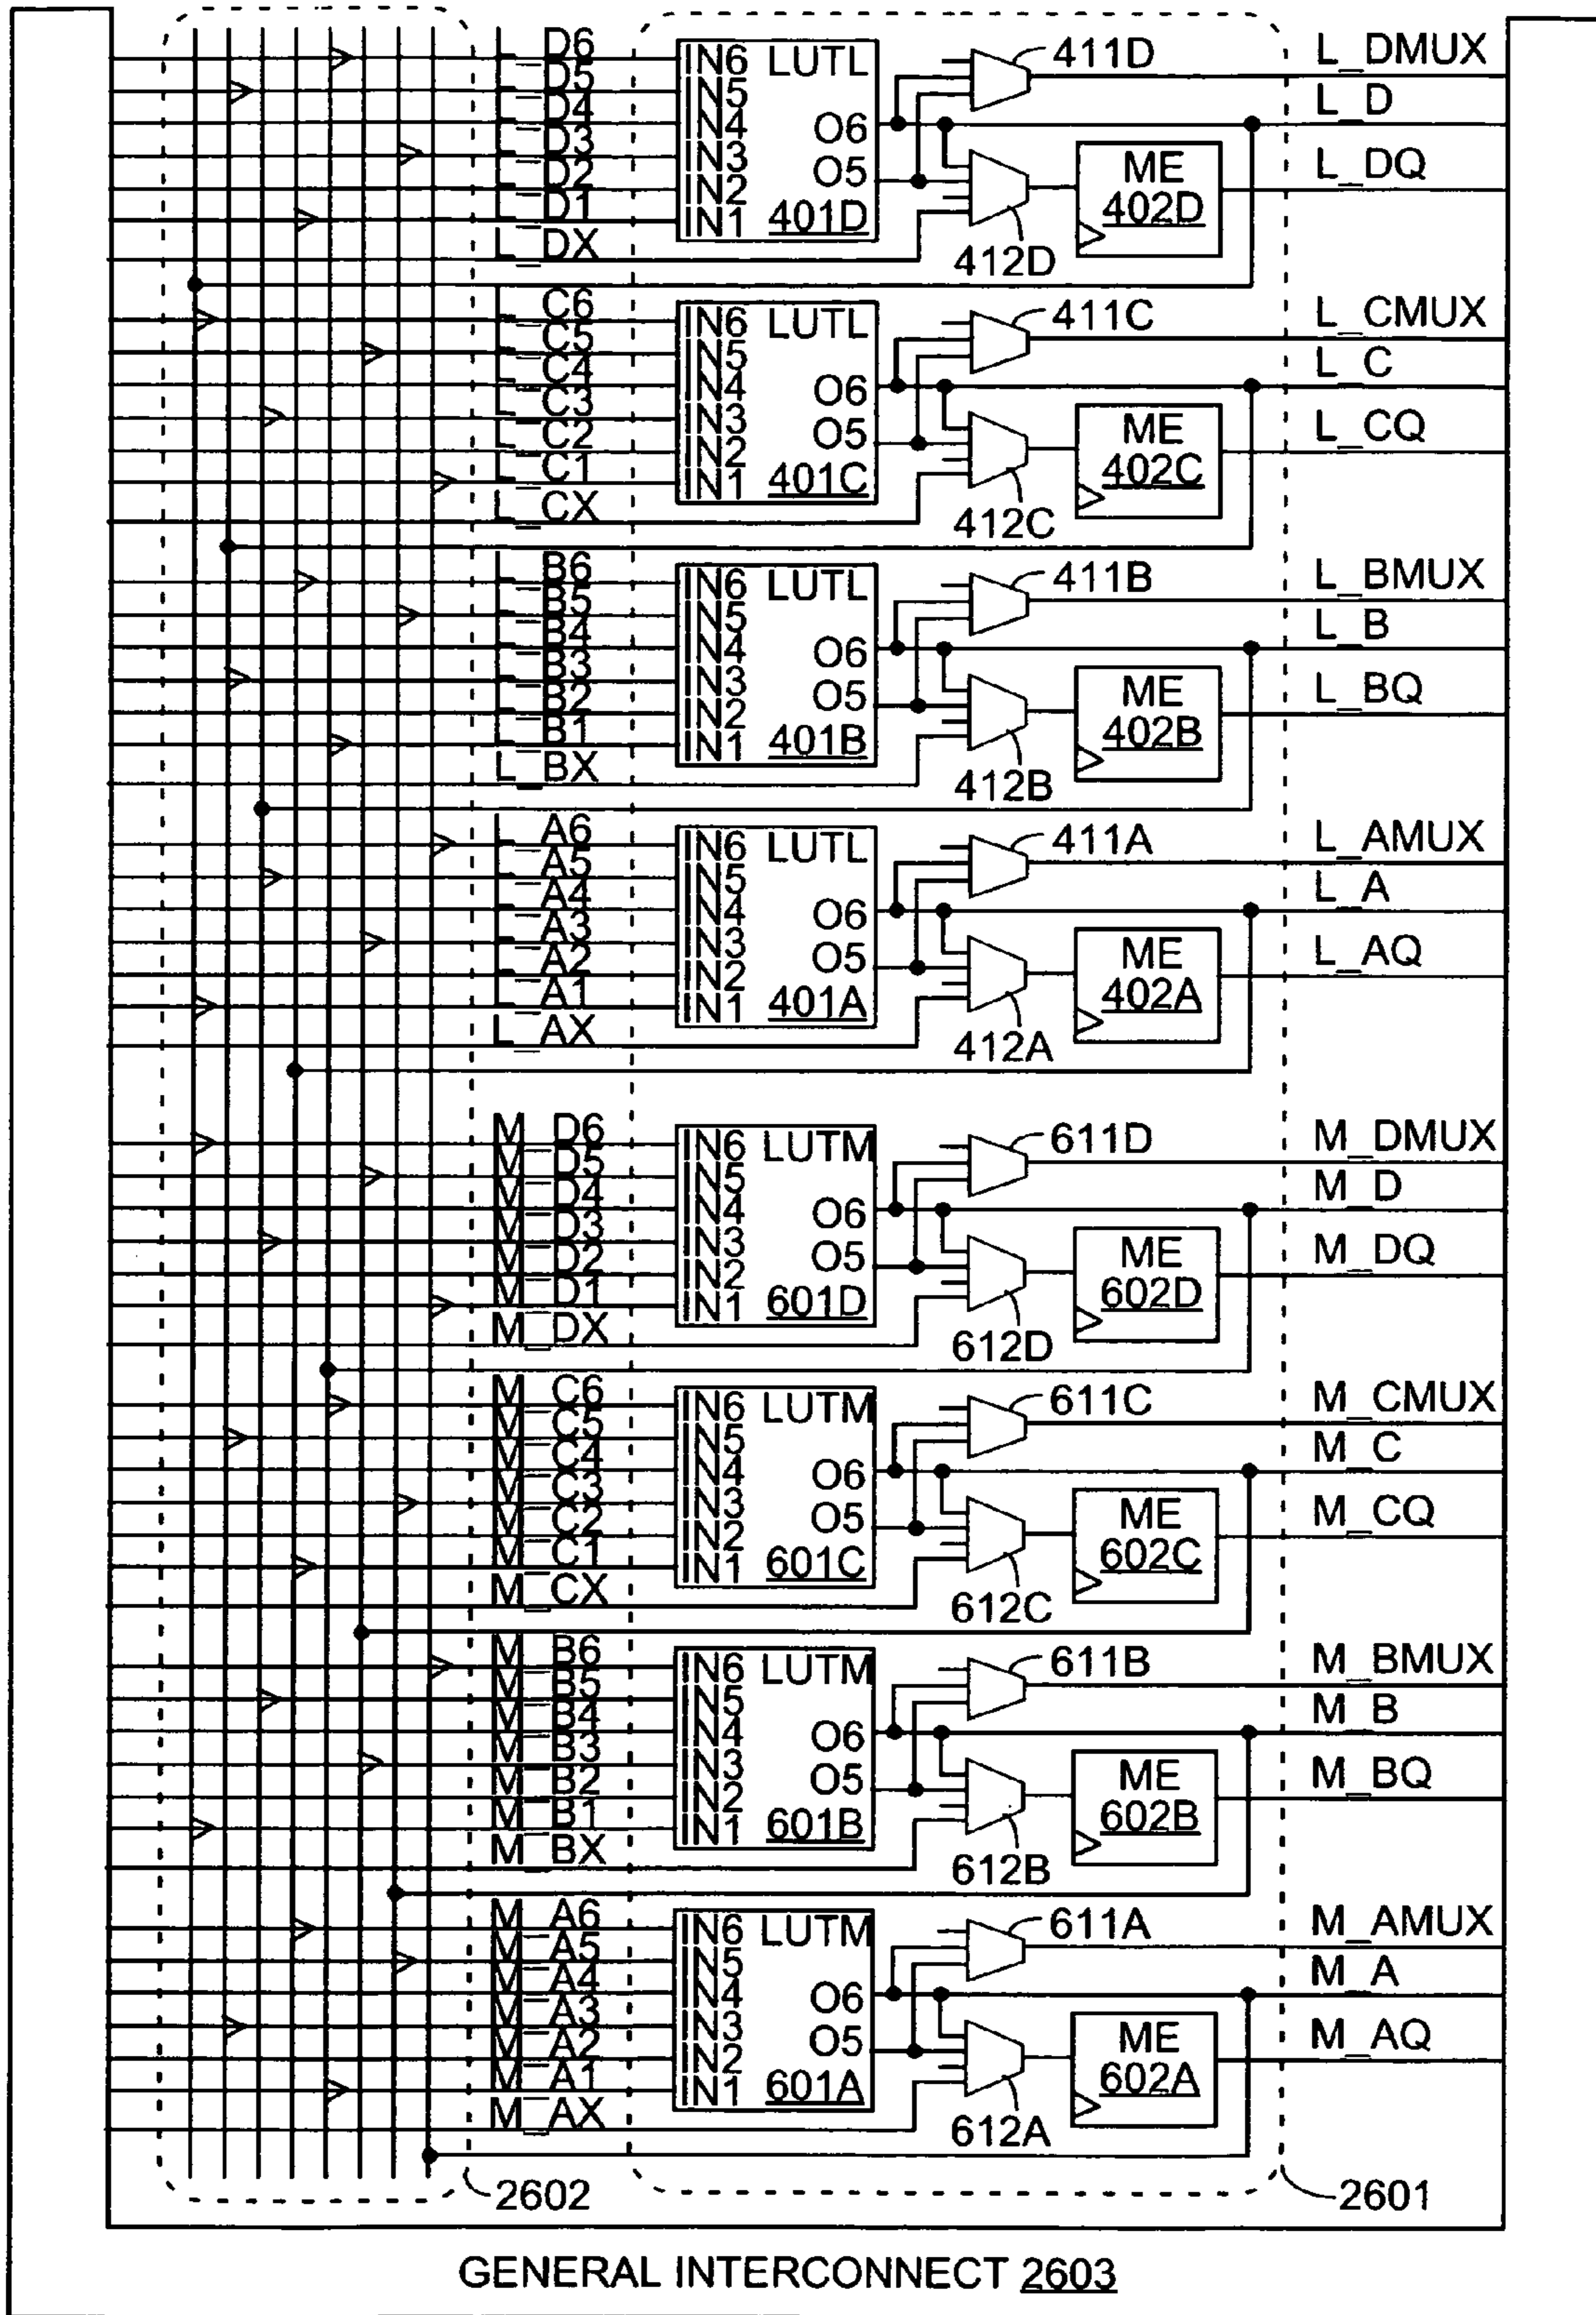 L_D6
L_D5
L_D4
L_D3
L_D2
L_D1
L_DX
IN6 LUTL
IN5
IN4
IN3
IN2
IN1
O6
O5
401D
411D
412D
ME
402D
L_DMUX
L_D
L_DQ
L_C6
L_C5
L_C4
L_C3
L_C2
L_C1
L_CX
IN6 LUTL
IN5
IN4
IN3
IN2
IN1
O6
O5
401C
411C
412C
ME
402C
L_CMUX
L_C
L_CQ
L_B6
L_B5
L_B4
L_B3
L_B2
L_B1
L_BX
IN6 LUTL
IN5
IN4
IN3
IN2
IN1
O6
O5
401B
411B
412B
ME
402B
L_BMUX
L_B
L_BQ
L_A6
L_A5
L_A4
L_A3
L_A2
L_A1
L_AX
IN6 LUTL
IN5
IN4
IN3
IN2
IN1
O6
O5
401A
411A
412A
ME
402A
L_AMUX
L_A
L_AQ
M_D6
M_D5
M_D4
M_D3
M_D2
M_D1
M_DX
IN6 LUTM
IN5
IN4
IN3
IN2
IN1
O6
O5
601D
611D
612D
ME
602D
M_DMUX
M_D
M_DQ
M_C6
M_C5
M_C4
M_C3
M_C2
M_C1
M_CX
IN6 LUTM
IN5
IN4
IN3
IN2
IN1
O6
O5
601C
611C
612C
ME
602C
M_CMUX
M_C
M_CQ
M_B6
M_B5
M_B4
M_B3
M_B2
M_B1
M_BX
IN6 LUTM
IN5
IN4
IN3
IN2
IN1
O6
O5
601B
611B
612B
ME
602B
M_BMUX
M_B
M_BQ
M_A6
M_A5
M_A4
M_A3
M_A2
M_A1
M_AX
IN6 LUTM
IN5
IN4
IN3
IN2
IN1
O6
O5
601A
611A
612A
ME
602A
M_AMUX
M_A
M_AQ
2602
2601
GENERAL INTERCONNECT 2603